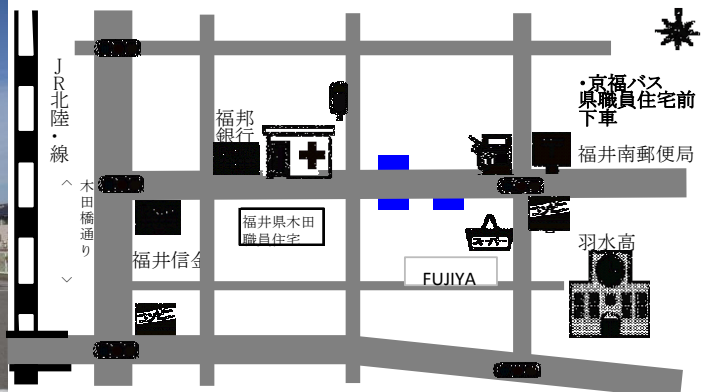 JR北陸・線
〈木田橋通り〉
福邦
銀行
福井県木田
職員住宅
福井信金
スーパー
FUJIYA
・京福バス
県職員住宅前
下車
福井南郵便局
羽水高